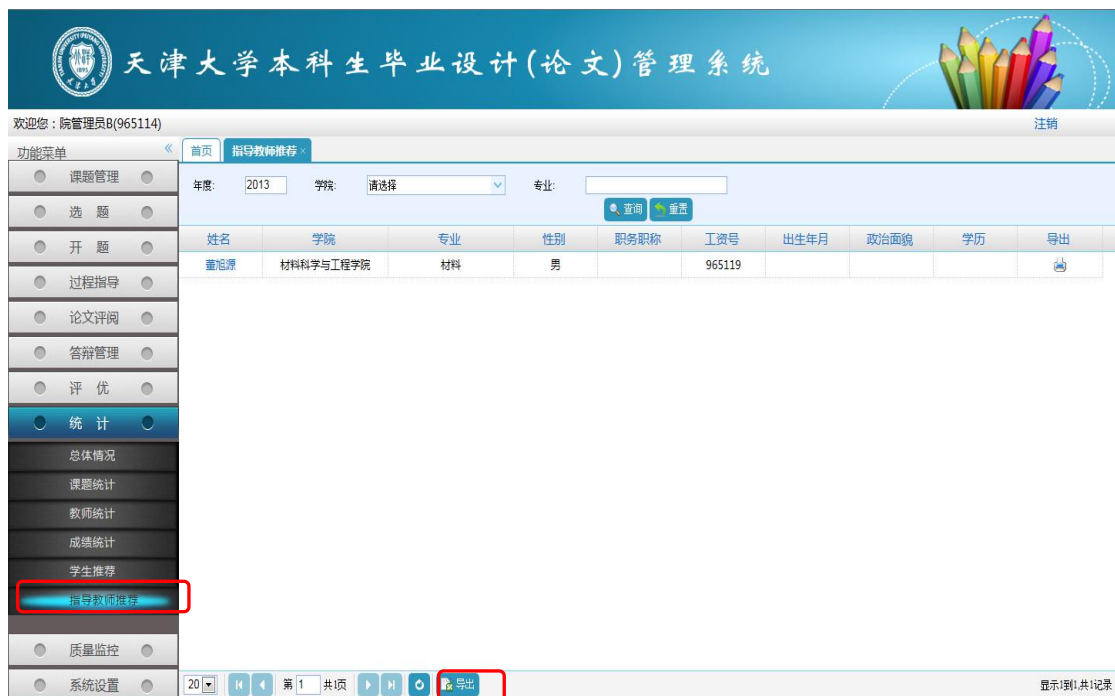 天津大学本科生毕业设计(论文)管理系统
欢迎您：院管理员B(965114) 注销
功能菜单 首页 指导教师推荐
课题管理
选 题
开 题
过程指导
论文评阅
答辩管理
评 优
统 计
总体情况
课题统计
教师统计
成绩统计
学生推荐
指导教师推荐
质量监控
系统设置
年度: 2013 学院: 请选择 专业:
查询 重置
姓名 学院 专业 性别 职务职称 工资号 出生年月 政治面貌 学历 导出
董旭源 材料科学与工程学院 材料 男 965119
20 第 1 共1页 导出 显示1到1,共1记录